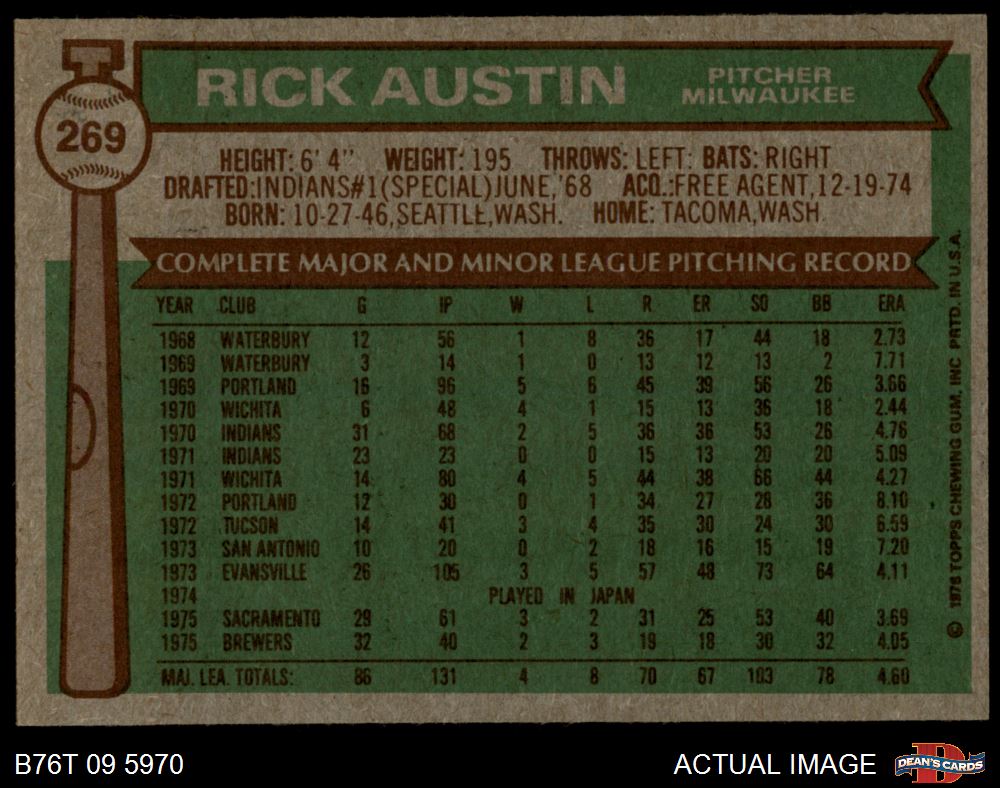 RICK AUSTIN
PITCHER
MILWAUKEE
269
HEIGHT: 6' 4" WEIGHT: 195 THROWS: LEFT: BATS: RIGHT
DRAFTED:INDIANS#1(SPECIAL)JUNE,'68 ACQ.:FREE AGENT,12-19-74
BORN: 10-27-46,SEATTLE,WASH. HOME: TACOMA,WASH
COMPLETE MAJOR AND MINOR LEAGUE PITCHING RECORD
YEAR CLUB G IP W L R ER SO BB ERA
1968 WATERBURY 12 56 1 8 36 17 44 18 2.73
1969 WATERBURY 3 14 1 0 13 12 13 2 7.71
1969 PORTLAND 16 96 5 6 45 39 56 26 3.66
1970 WICHITA 6 48 4 1 15 13 36 18 2.44
1970 INDIANS 31 68 2 5 36 36 53 26 4.76
1971 INDIANS 23 23 0 0 15 13 20 20 5.09
1971 WICHITA 14 80 4 5 44 38 66 44 4.27
1972 PORTLAND 12 30 0 1 34 27 28 36 8.10
1972 TUCSON 14 41 3 4 35 30 24 30 6.59
1973 SAN ANTONIO 10 20 0 2 18 16 15 19 7.20
1973 EVANSVILLE 26 105 3 5 57 48 73 64 4.11
1974 PLAYED IN JAPAN
1975 SACRAMENTO 29 61 3 2 31 25 53 40 3.69
1975 BREWERS 32 40 2 3 19 18 30 32 4.05
MAJ. LEA. TOTALS: 86 131 4 8 70 67 103 78 4.60
© 1976 TOPPS CHEWING GUM, INC PRTD. IN U.S.A.
B76T 09 5970
ACTUAL IMAGE
DEAN'S CARDS